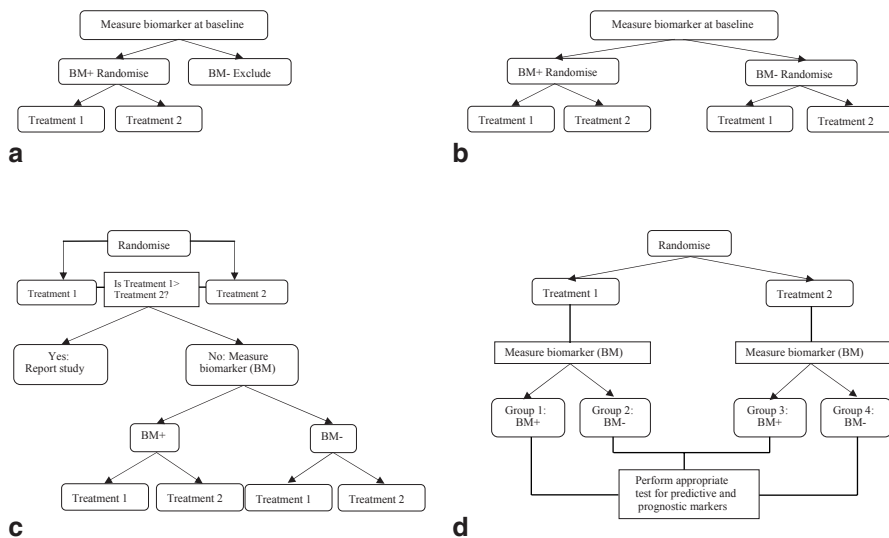 Measure biomarker at baseline
BM+ Randomise
BM- Exclude
Treatment 1
Treatment 2
a
Measure biomarker at baseline
BM+ Randomise
BM- Randomise
Treatment 1
Treatment 2
Treatment 1
Treatment 2
b
Randomise
Treatment 1
Is Treatment 1>
Treatment 2?
Treatment 2
Yes:
Report study
No: Measure
biomarker (BM)
BM+
BM-
Treatment 1
Treatment 2
Treatment 1
Treatment 2
c
Randomise
Treatment 1
Treatment 2
Measure biomarker (BM)
Measure biomarker (BM)
Group 1:
BM+
Group 2:
BM-
Group 3:
BM+
Group 4:
BM-
Perform appropriate
test for predictive and
prognostic markers
d